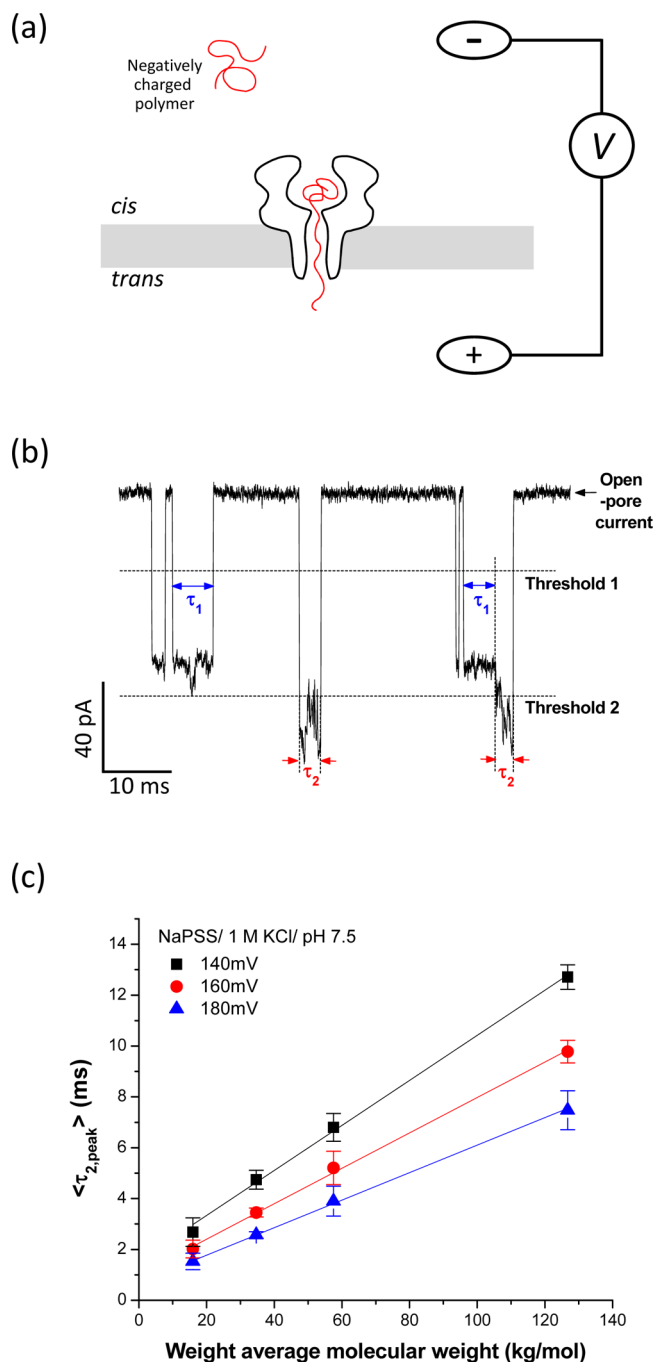 (a)
-
Negatively
charged
polymer
V
cis
trans
+
(b)
Open
-pore
current
τ1
τ1
Threshold 1
Threshold 2
40 pA
10 ms
τ2
τ2
(c)
NaPSS/ 1 M KCl/ pH 7.5
140mV
160mV
180mV
<τ2,peak> (ms)
14
12
10
8
6
4
2
0
0 20 40 60 80 100 120 140
Weight average molecular weight (kg/mol)